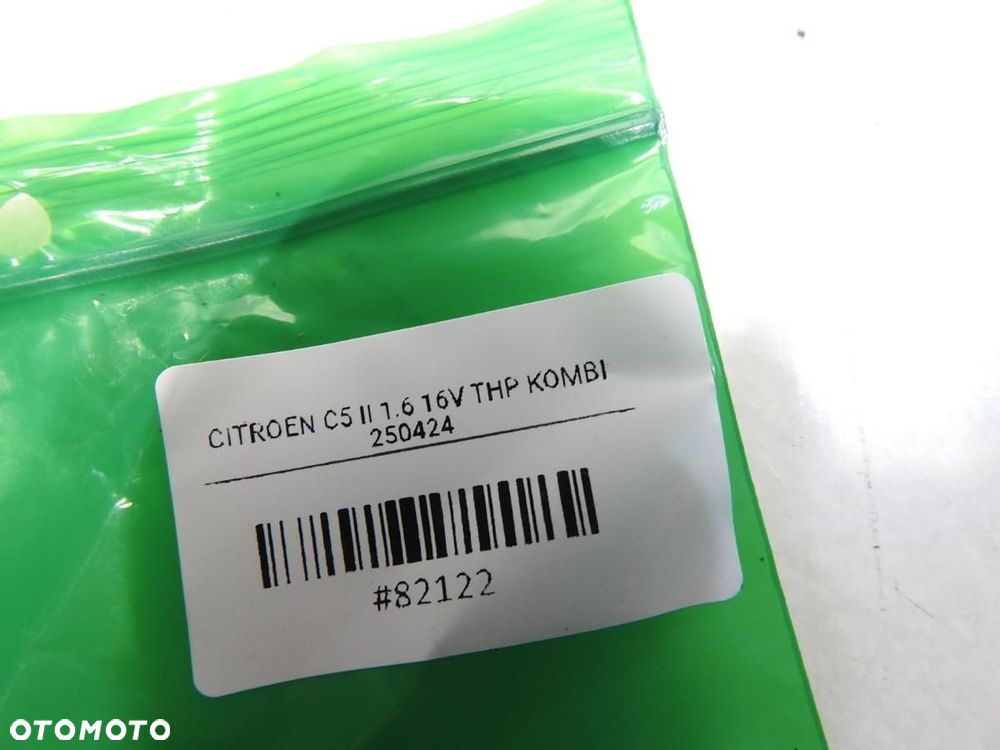 CITROEN C5 II 1.6 16V THP KOMBI
250424
#82122
OTOMOTO